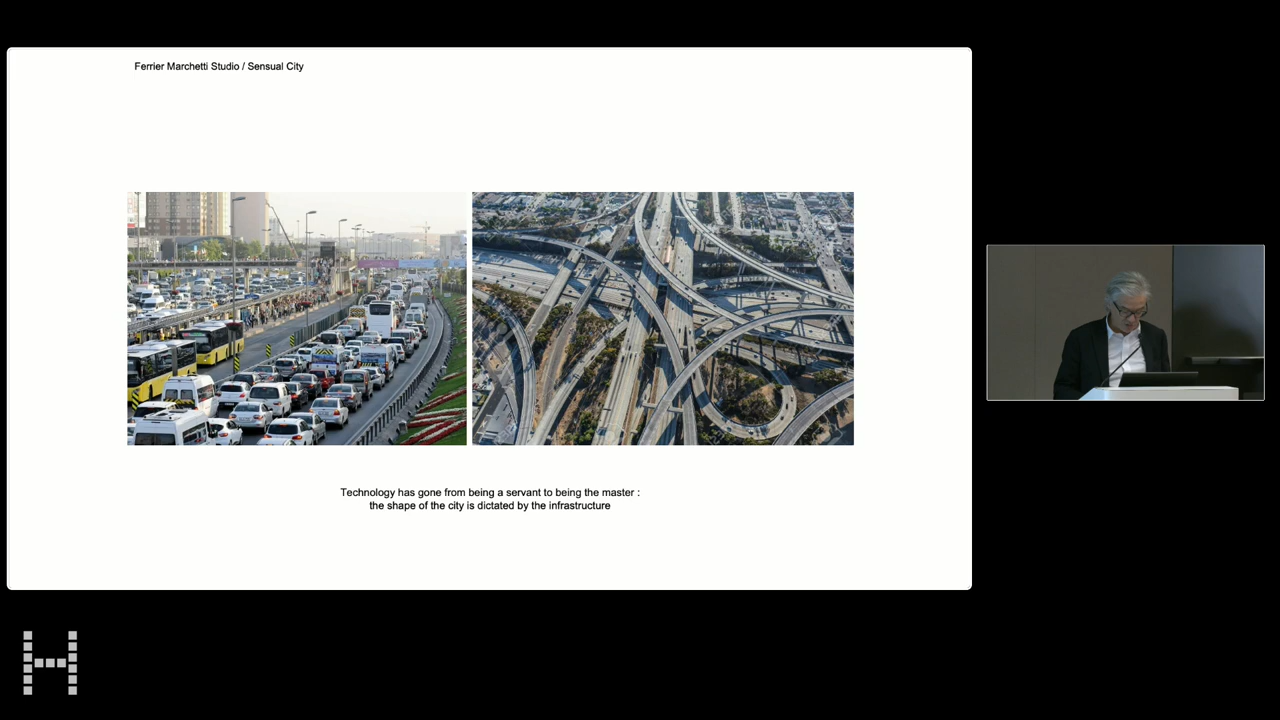 Ferrier Marchetti Studio / Sensual City
Technology has gone from being a servant to being the master :
the shape of the city is dictated by the infrastructure
H